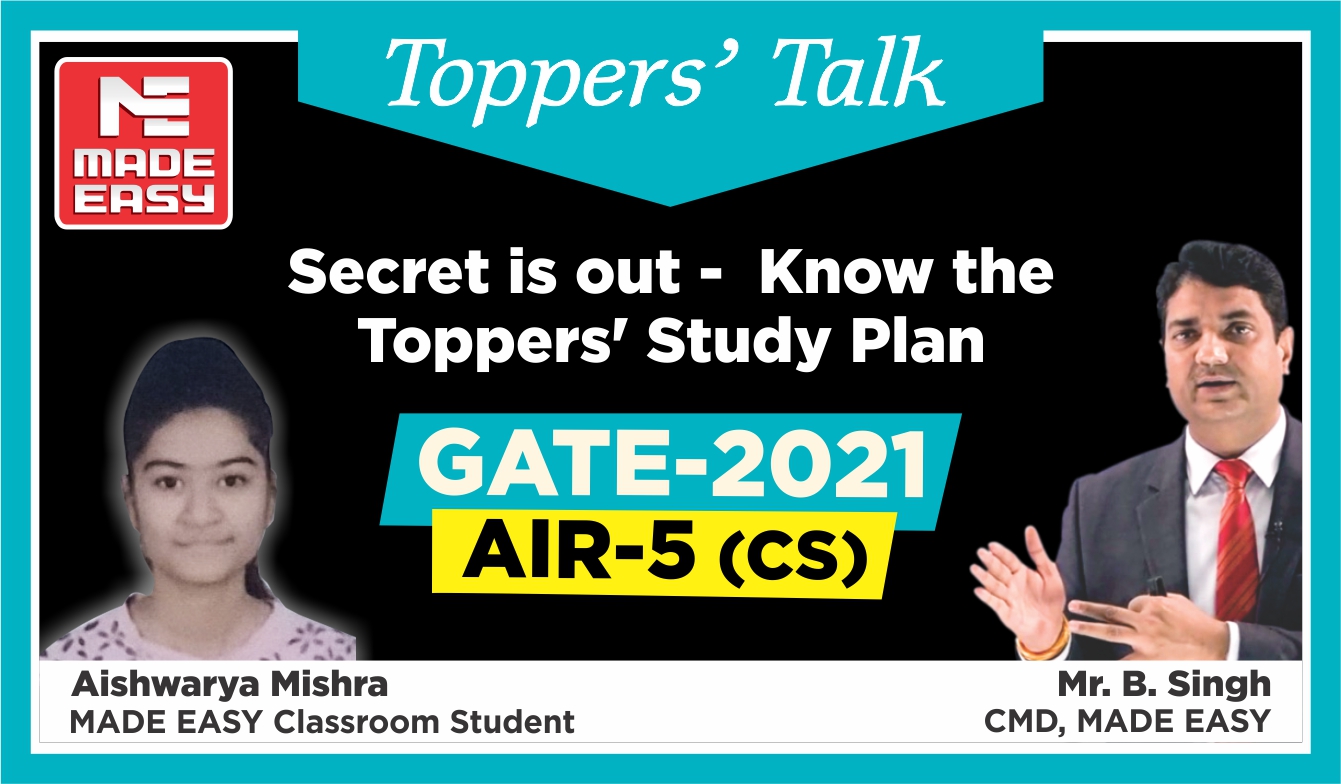 Toppers’ Talk
ME
MADE
EASY
Secret is out - Know the
Toppers' Study Plan
GATE-2021
AIR-5 (CS)
Aishwarya Mishra
MADE EASY Classroom Student
Mr. B. Singh
CMD, MADE EASY